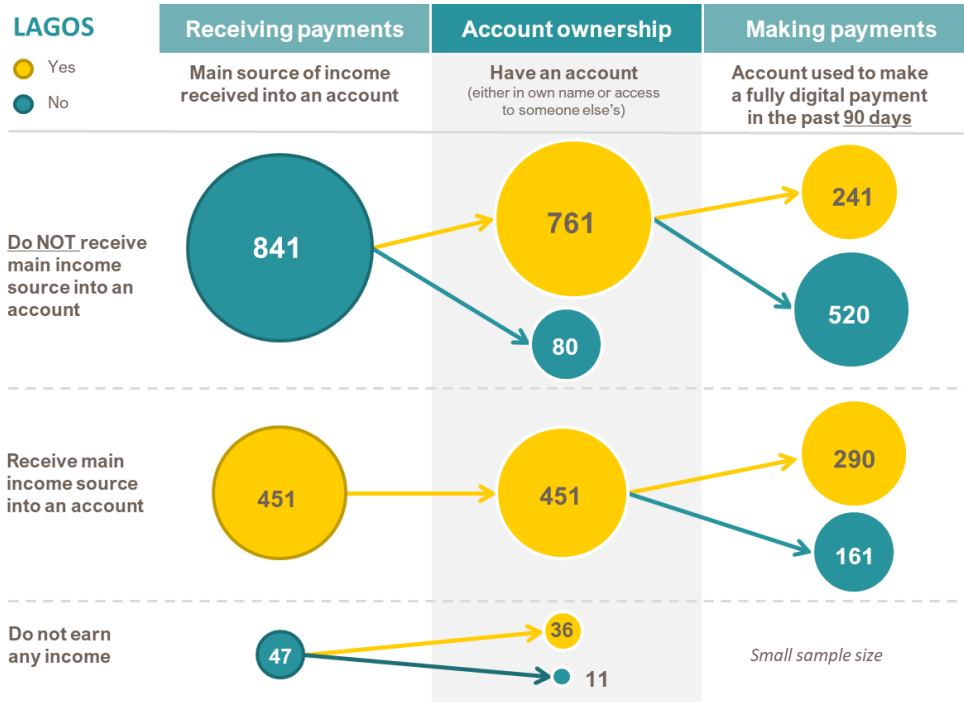 LAGOS
Yes
No
Receiving payments
Account ownership
Making payments
Main source of income
received into an account
Have an account
(either in own name or access
to someone else's)
Account used to make
a fully digital payment
in the past 90 days
Do NOT receive
main income
source into an
account
841
761
80
241
520
Receive main
income source
into an account
451
451
290
161
Do not earn
any income
47
36
11
Small sample size